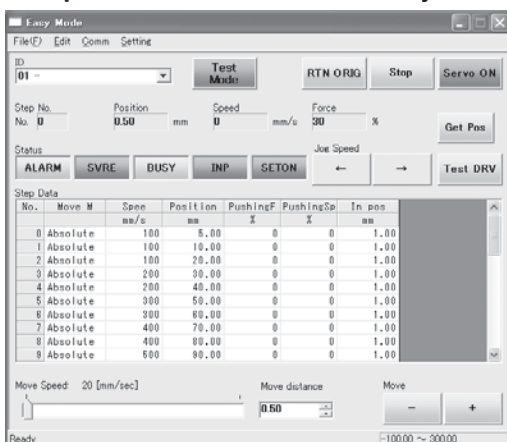 Easy Mode
File(F) Edit Comm Setting
ID
01 -
Test Mode
RTN ORIG
Stop
Servo ON
Step No. Position Speed Force
No. 0 0.50 mm 0 mm/s 30 %
Get Pos
Status
Jog Speed
ALARM SVRE BUSY INP SETON ← → Test DRV
Step Data
No. Move M Spee Position PushingF PushingSp In pos
mm/s mm % % mm
0 Absolute 100 5.00 0 0 1.00
1 Absolute 100 10.00 0 0 1.00
2 Absolute 100 20.00 0 0 1.00
3 Absolute 200 30.00 0 0 1.00
4 Absolute 200 40.00 0 0 1.00
5 Absolute 300 50.00 0 0 1.00
6 Absolute 300 60.00 0 0 1.00
7 Absolute 400 70.00 0 0 1.00
8 Absolute 400 80.00 0 0 1.00
9 Absolute 500 90.00 0 0 1.00
Move Speed 20 [mm/sec] Move distance Move
0.50 - +
Ready -100.00 ~ 300.00